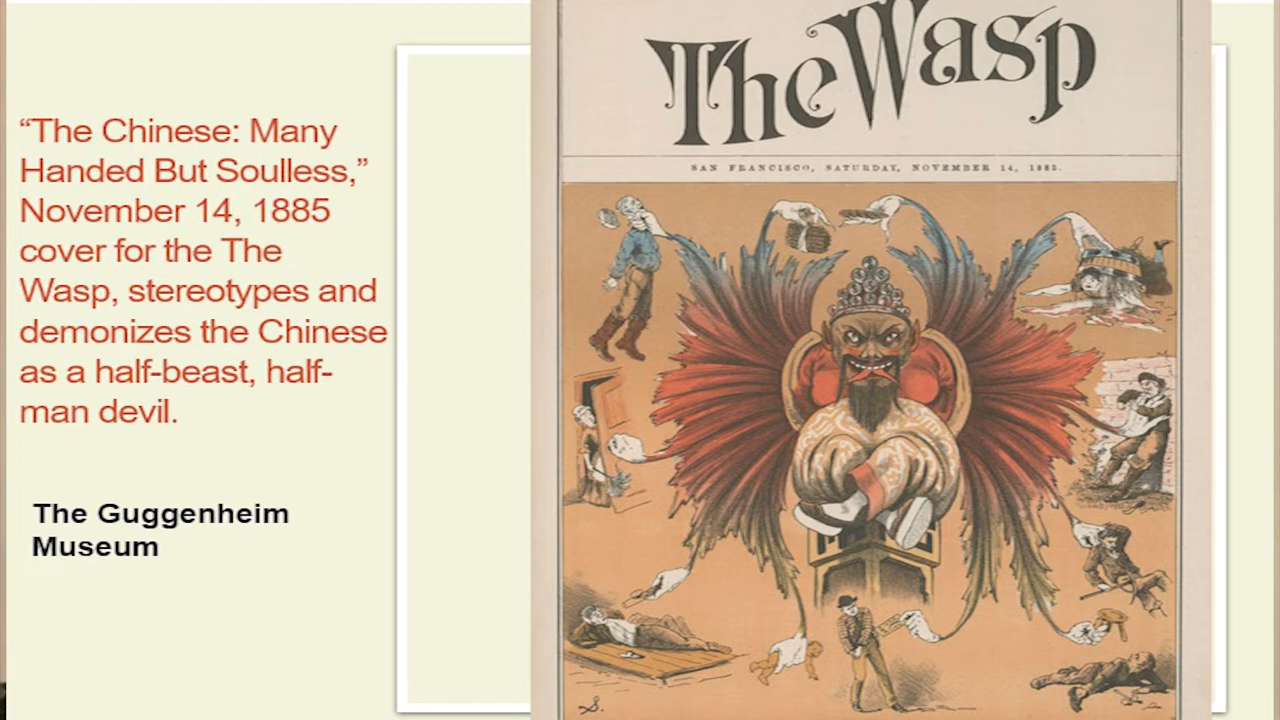 “The Chinese: Many
Handed But Soulless,”
November 14, 1885
cover for the The
Wasp, stereotypes and
demonizes the Chinese
as a half-beast, half-
man devil.
The Guggenheim
Museum
The Wasp
SAN FRANCISCO, SATURDAY, NOVEMBER 14, 1885.
S.